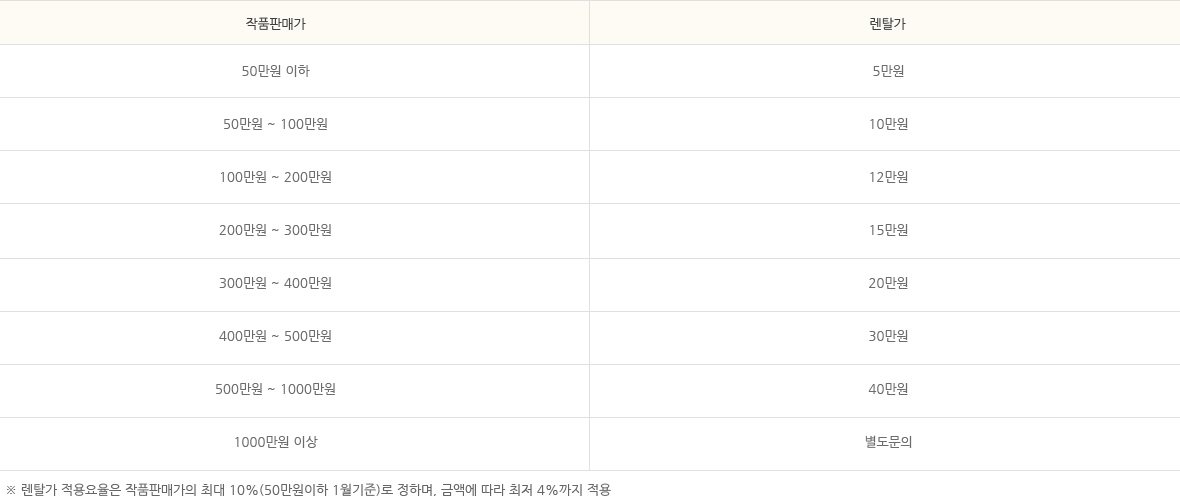 작품판매가 렌탈가
50만원 이하 5만원
50만원 ~ 100만원 10만원
100만원 ~ 200만원 12만원
200만원 ~ 300만원 15만원
300만원 ~ 400만원 20만원
400만원 ~ 500만원 30만원
500만원 ~ 1000만원 40만원
1000만원 이상 별도문의
※ 렌탈가 적용요율은 작품판매가의 최대 10%(50만원이하 1월기준)로 정하며, 금액에 따라 최저 4%까지 적용